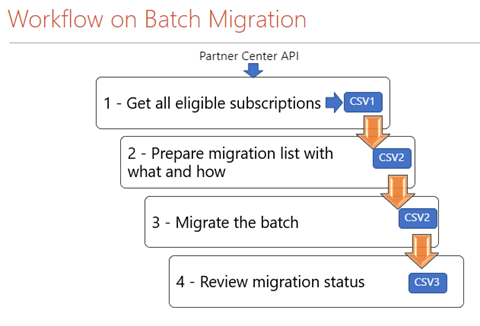 Workflow on Batch Migration
Partner Center API
1 - Get all eligible subscriptions
CSV1
2 - Prepare migration list with
what and how
CSV2
3 - Migrate the batch
CSV2
4 - Review migration status
CSV3